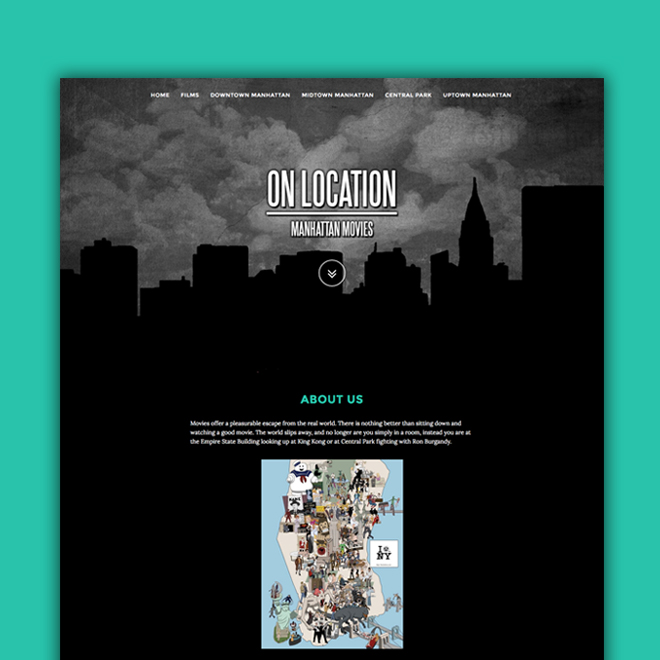 HOME FILMS DOWNTOWN MANHATTAN MIDTOWN MANHATTAN CENTRAL PARK UPTOWN MANHATTAN
ON LOCATION
MANHATTAN MOVIES
ABOUT US
Movies offer a pleasurable escape from the real world. There is nothing better than sitting down and
watching a good movie. The world slips away, and no longer are you simply in a room, instead you are at
the Empire State Building looking up at King Kong or at Central Park fighting with Ron Burgandy.
I
NY